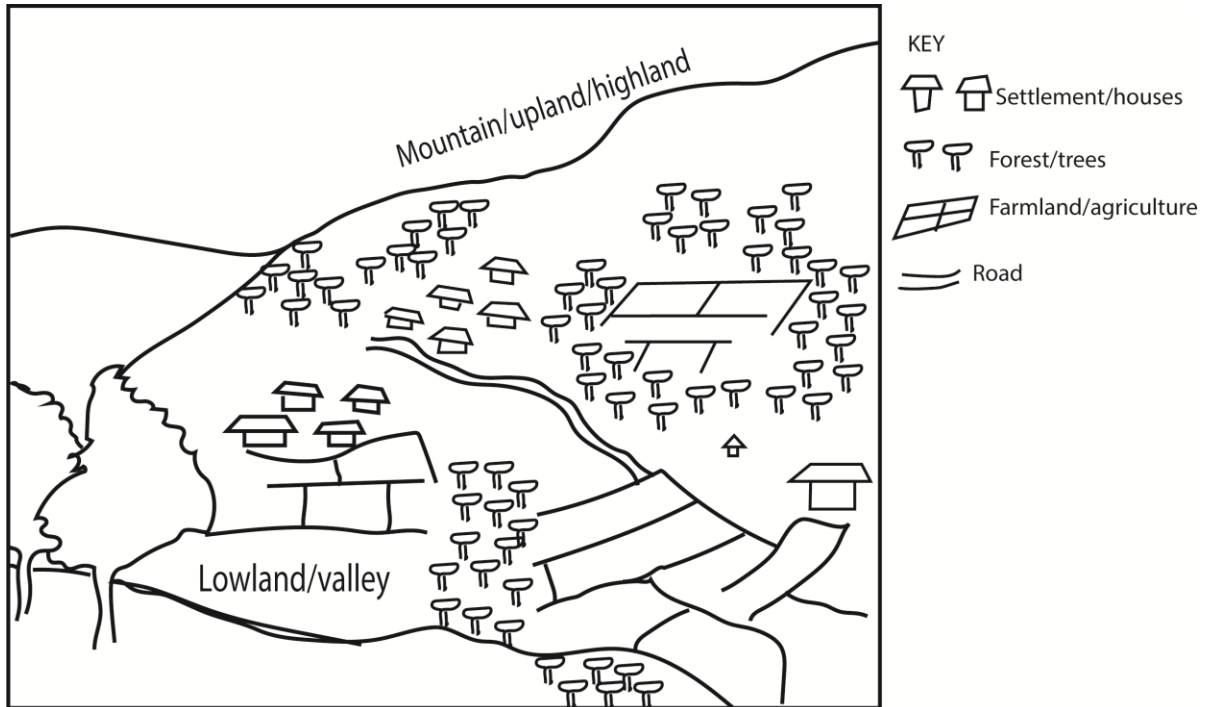 Mountain/upland/highland
Lowland/valley
KEY
Settlement/houses
Forest/trees
Farmland/agriculture
Road